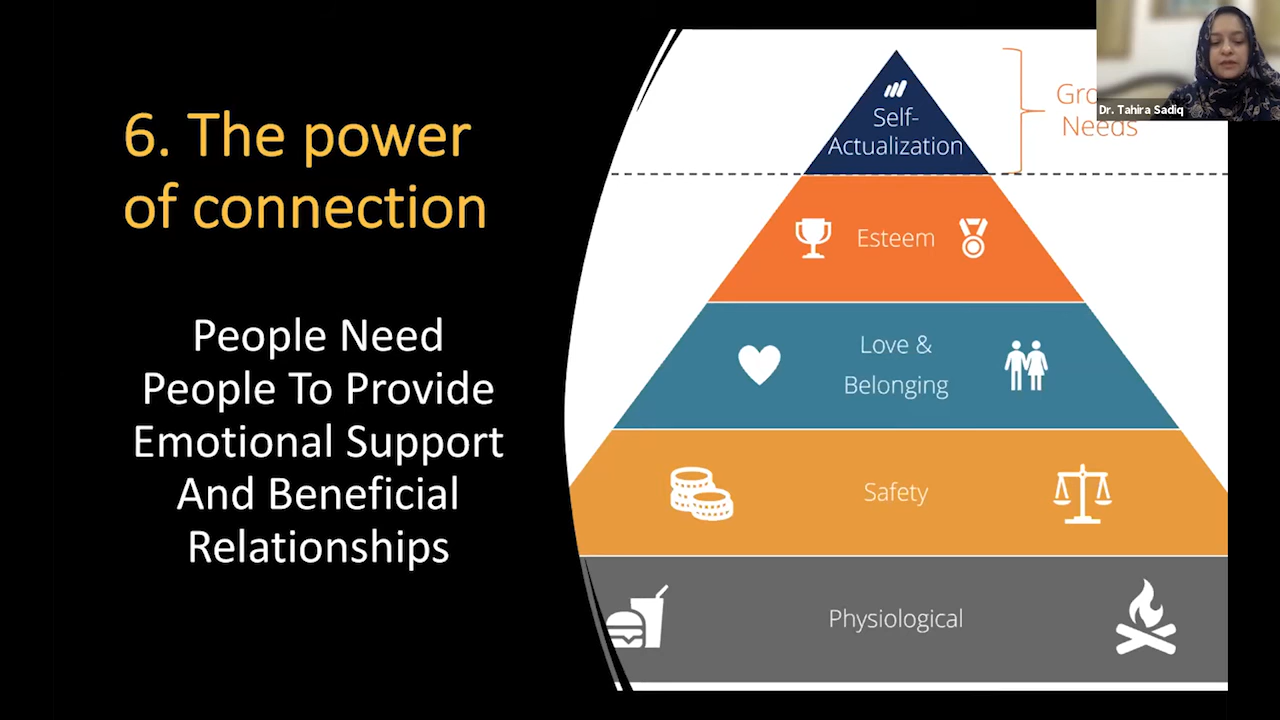 6. The power
of connection
People Need
People To Provide
Emotional Support
And Beneficial
Relationships
Self-
Actualization
Needs
Esteem
Love &
Belonging
Safety
Physiological
Dr. Tahira Sadiq